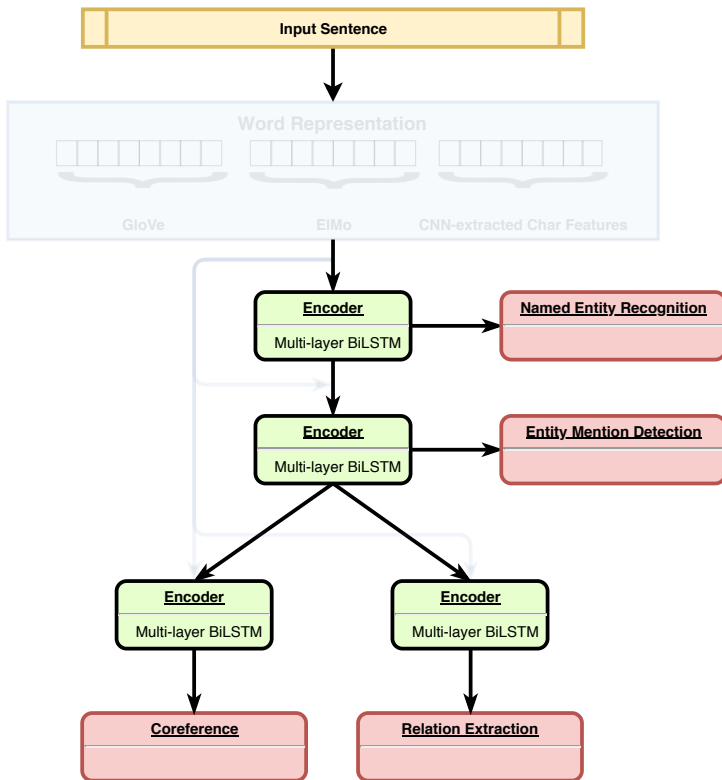 Input Sentence
Word Representation
GloVe
ElMo
CNN-extracted Char Features
Encoder
Multi-layer BiLSTM
Named Entity Recognition
Encoder
Multi-layer BiLSTM
Entity Mention Detection
Encoder
Multi-layer BiLSTM
Encoder
Multi-layer BiLSTM
Coreference
Relation Extraction